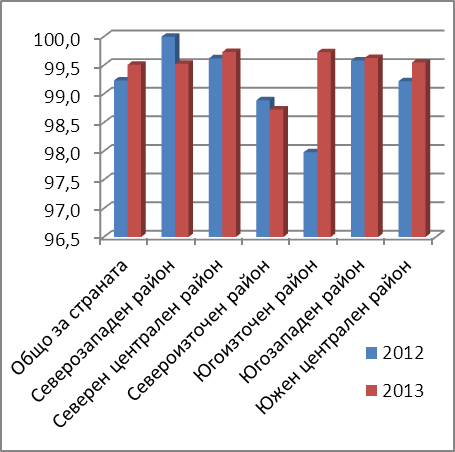 100,0
99,5
99,0
98,5
98,0
97,5
97,0
96,5
Общо за страната
Северозападен район
Северен централен район
Североизточен район
Югоизточен район
Югозападен район
Южен централен район
2012
2013